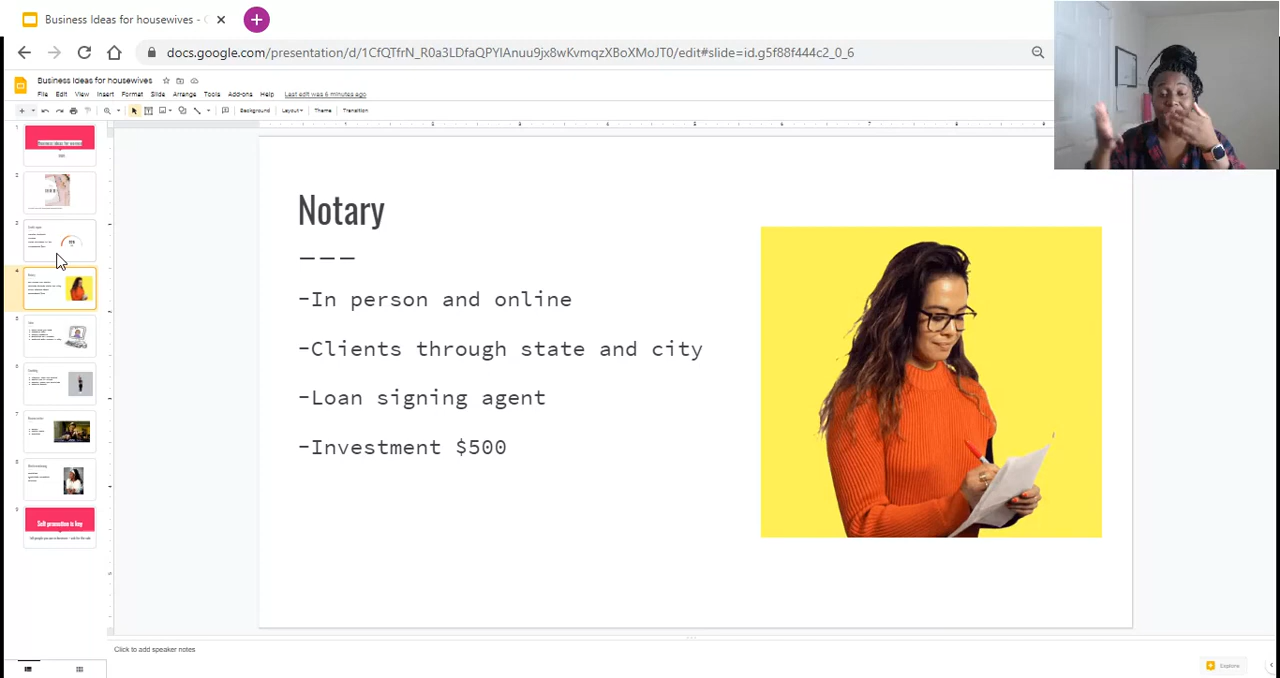 Business Ideas for housewives -
docs.google.com/presentation/d/1CfQTfrN_R0a3LDfaQPYlAnuu9jx8wKvmqzXBoXMoJT0/edit#slide=id.g5f88f444c2_0_6
Business Ideas for housewives
File Edit View Insert Format Slide Arrange Tools Add-ons Help Last edit was 6 minutes ago
Background Layout Theme Transition
Notary
-In person and online
-Clients through state and city
-Loan signing agent
-Investment $500
Self promotion is key
Click to add speaker notes
Explore